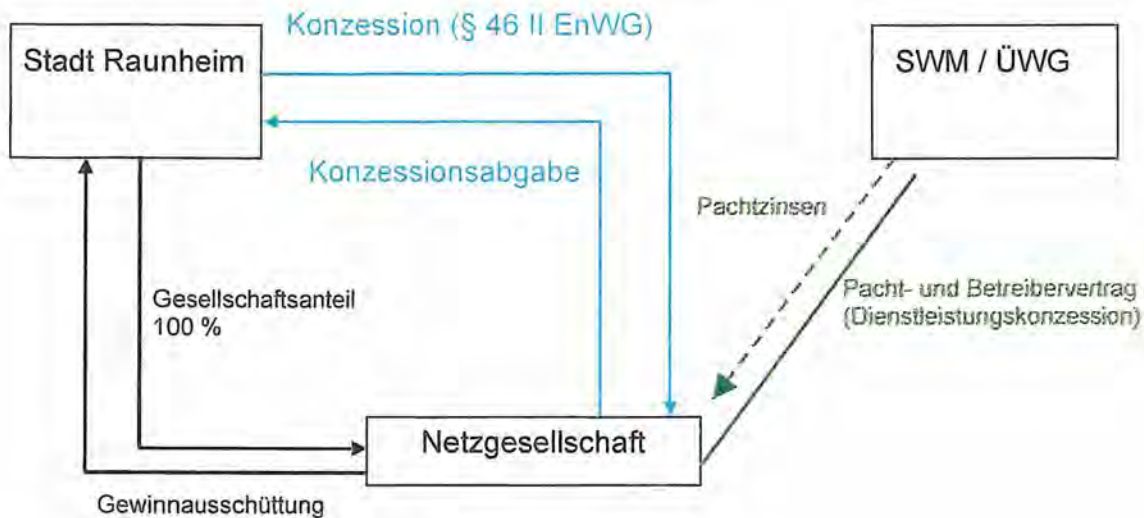 Konzession (§ 46 II EnWG)
Stadt Raunheim
SWM / ÜWG
Konzessionsabgabe
Pachtzinsen
Pacht- und Betreibervertrag
(Dienstleistungskonzession)
Gesellschaftsanteil
100 %
Netzgesellschaft
Gewinnausschüttung